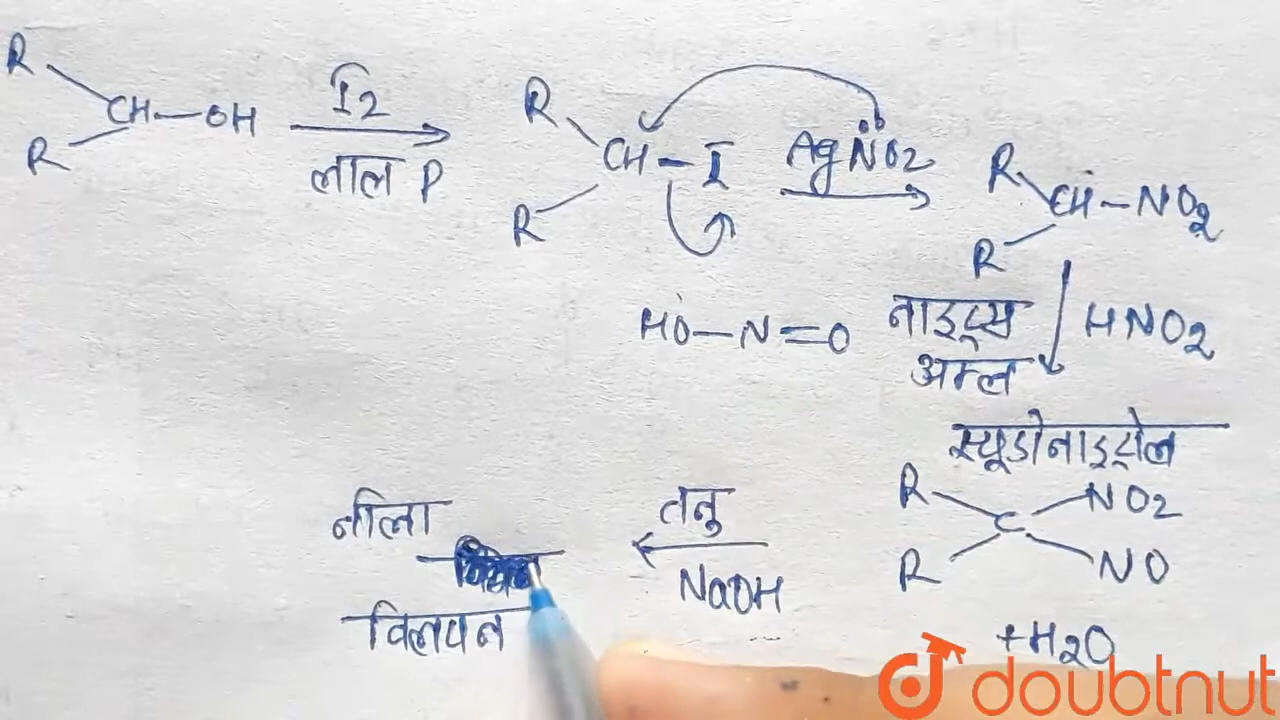 R
R
CH—OH
I2
लाल P
R
R
CH—I
AgNO2
R
R
CH—NO2
HO—N=O
नाइट्रस
अम्ल
HNO2
स्यूडोनाइट्रोल
R
R
C
NO2
NO
+H2O
तनु
NaOH
नीला
विलयन
doubtnut